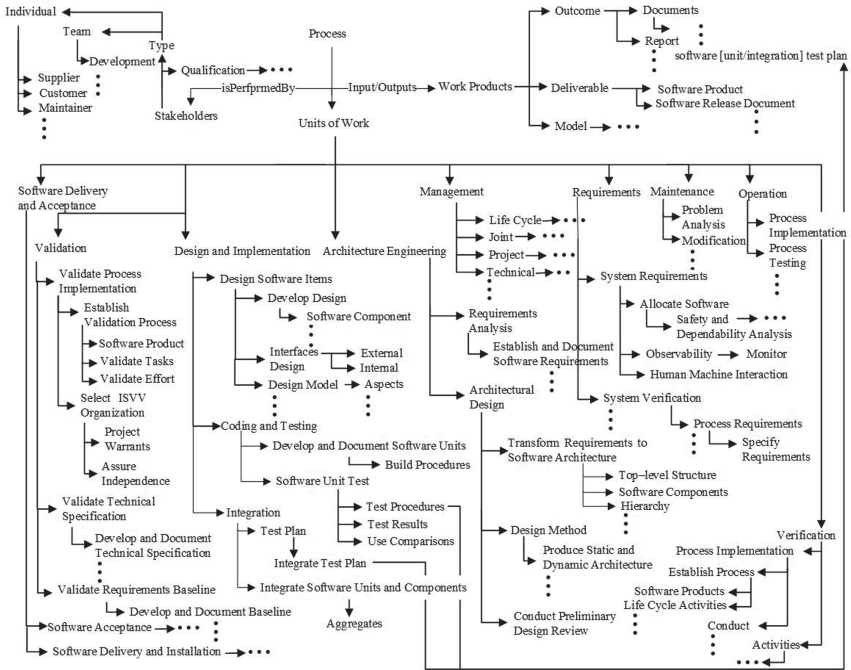 Individual
Team
Type
Development
Qualification
Supplier
Customer
Maintainer
Stakeholders
Process
isPerfprmedBy
Input/Outputs
Work Products
Units of Work
Outcome
Documents
Report
software [unit/integration] test plan
Deliverable
Software Product
Software Release Document
Model
Software Delivery
and Acceptance
Validation
Validate Process
Implementation
Establish
Validation Process
Software Product
Validate Tasks
Validate Effort
Select ISVV
Organization
Project
Warrants
Assure
Independence
Validate Technical
Specification
Develop and Document
Technical Specification
Validate Requirements Baseline
Develop and Document Baseline
Software Acceptance
Software Delivery and Installation
Design and Implementation
Design Software Items
Develop Design
Software Component
Interfaces
Design
External
Internal
Design Model
Aspects
Coding and Testing
Develop and Document Software Units
Build Procedures
Software Unit Test
Test Procedures
Test Results
Use Comparisons
Integration
Test Plan
Integrate Test Plan
Integrate Software Units and Components
Aggregates
Architecture Engineering
Requirements
Analysis
Establish and Document
Software Requirements
Architectural
Design
Transform Requirements to
Software Architecture
Top-level Structure
Software Components
Hierarchy
Design Method
Produce Static and
Dynamic Architecture
Conduct Preliminary
Design Review
Management
Life Cycle
Joint
Project
Technical
Requirements
System Requirements
Allocate Software
Safety and
Dependability Analysis
Observability
Monitor
Human Machine Interaction
System Verification
Process Requirements
Specify
Requirements
Maintenance
Problem
Analysis
Modification
Operation
Process
Implementation
Process
Testing
Verification
Process Implementation
Establish Process
Software Products
Life Cycle Activities
Conduct
Activities